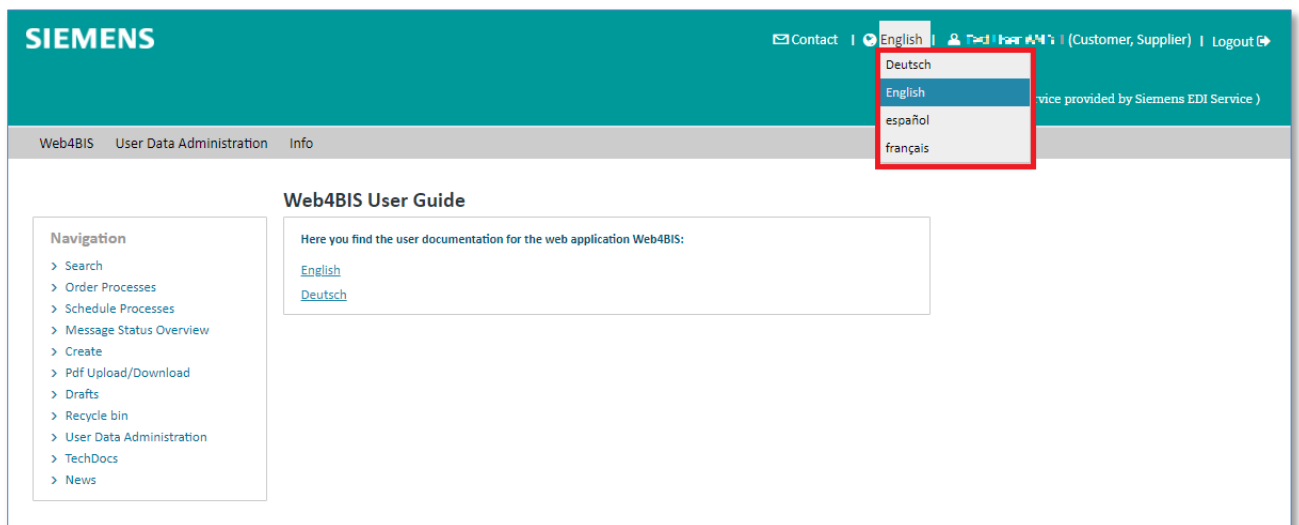 SIEMENS
Contact | English | (Customer, Supplier) | Logout
Deutsch
English
español
français
vice provided by Siemens EDI Service )
Web4BIS User Data Administration Info
Web4BIS User Guide
Navigation
Search
Order Processes
Schedule Processes
Message Status Overview
Create
Pdf Upload/Download
Drafts
Recycle bin
User Data Administration
TechDocs
News
Here you find the user documentation for the web application Web4BIS:
English
Deutsch